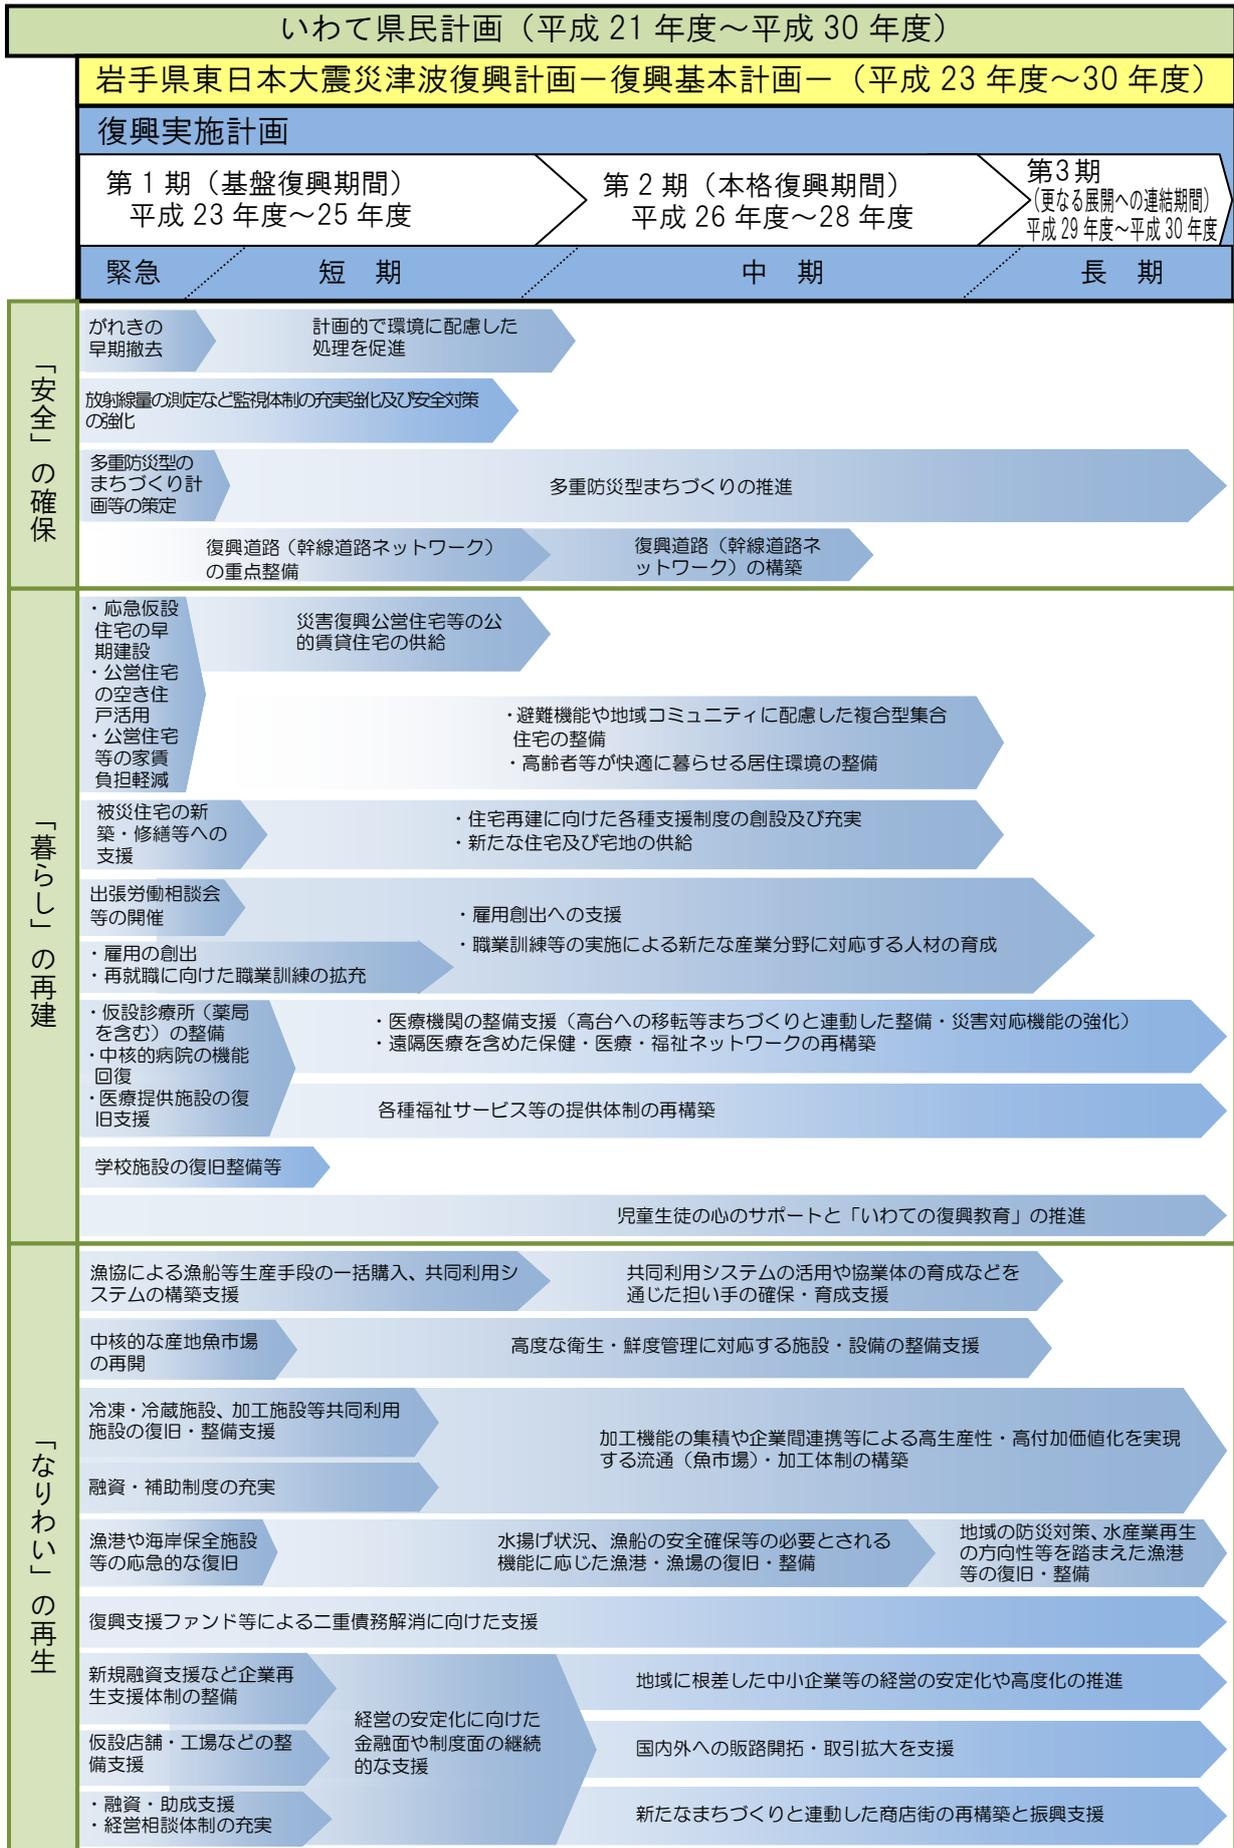 いわて県民計画（平成 21 年度～平成 30 年度）
岩手県東日本大震災津波復興計画－復興基本計画－（平成 23 年度～30 年度）
復興実施計画
第１期（基盤復興期間）
平成 23 年度～25 年度
第２期（本格復興期間）
平成 26 年度～28 年度
第３期
（更なる展開への連結期間）
平成 29 年度～平成 30 年度
緊急
短　期
中　期
長　期
「安全」の確保
がれきの
早期撤去
計画的で環境に配慮した
処理を促進
放射線量の測定など監視体制の充実強化及び安全対策
の強化
多重防災型の
まちづくり計
画等の策定
多重防災型まちづくりの推進
復興道路（幹線道路ネットワーク）
の重点整備
復興道路（幹線道路ネ
ットワーク）の構築
「暮らし」の再建
・応急仮設
住宅の早
期建設
・公営住宅
の空き住
戸活用
・公営住宅
等の家賃
負担軽減
災害復興公営住宅等の公
的賃貸住宅の供給
・避難機能や地域コミュニティに配慮した複合型集合
住宅の整備
・高齢者等が快適に暮らせる居住環境の整備
被災住宅の新
築・修繕等への
支援
・住宅再建に向けた各種支援制度の創設及び充実
・新たな住宅及び宅地の供給
出張労働相談会
等の開催
・雇用の創出
・再就職に向けた職業訓練の拡充
・雇用創出への支援
・職業訓練等の実施による新たな産業分野に対応する人材の育成
・仮設診療所（薬局
を含む）の整備
・中核的病院の機能
回復
・医療提供施設の復
旧支援
・医療機関の整備支援（高台への移転等まちづくりと連動した整備・災害対応機能の強化）
・遠隔医療を含めた保健・医療・福祉ネットワークの再構築
各種福祉サービス等の提供体制の再構築
学校施設の復旧整備等
児童生徒の心のサポートと「いわての復興教育」の推進
「なりわい」の再生
漁協による漁船等生産手段の一括購入、共同利用シ
ステムの構築支援
共同利用システムの活用や協業体の育成などを
通じた担い手の確保・育成支援
中核的な産地魚市場
の再開
高度な衛生・鮮度管理に対応する施設・設備の整備支援
冷凍・冷蔵施設、加工施設等共同利用
施設の復旧・整備支援
融資・補助制度の充実
加工機能の集積や企業間連携等による高生産性・高付加価値化を実現
する流通（魚市場）・加工体制の構築
漁港や海岸保全施設
等の応急的な復旧
水揚げ状況、漁船の安全確保等の必要とされる
機能に応じた漁港・漁場の復旧・整備
地域の防災対策、水産業再生
の方向性等を踏まえた漁港
等の復旧・整備
復興支援ファンド等による二重債務解消に向けた支援
新規融資支援など企業再
生支援体制の整備
仮設店舗・工場などの整
備支援
・融資・助成支援
・経営相談体制の充実
経営の安定化に向けた
金融面や制度面の継続
的な支援
地域に根差した中小企業等の経営の安定化や高度化の推進
国内外への販路開拓・取引拡大を支援
新たなまちづくりと連動した商店街の再構築と振興支援